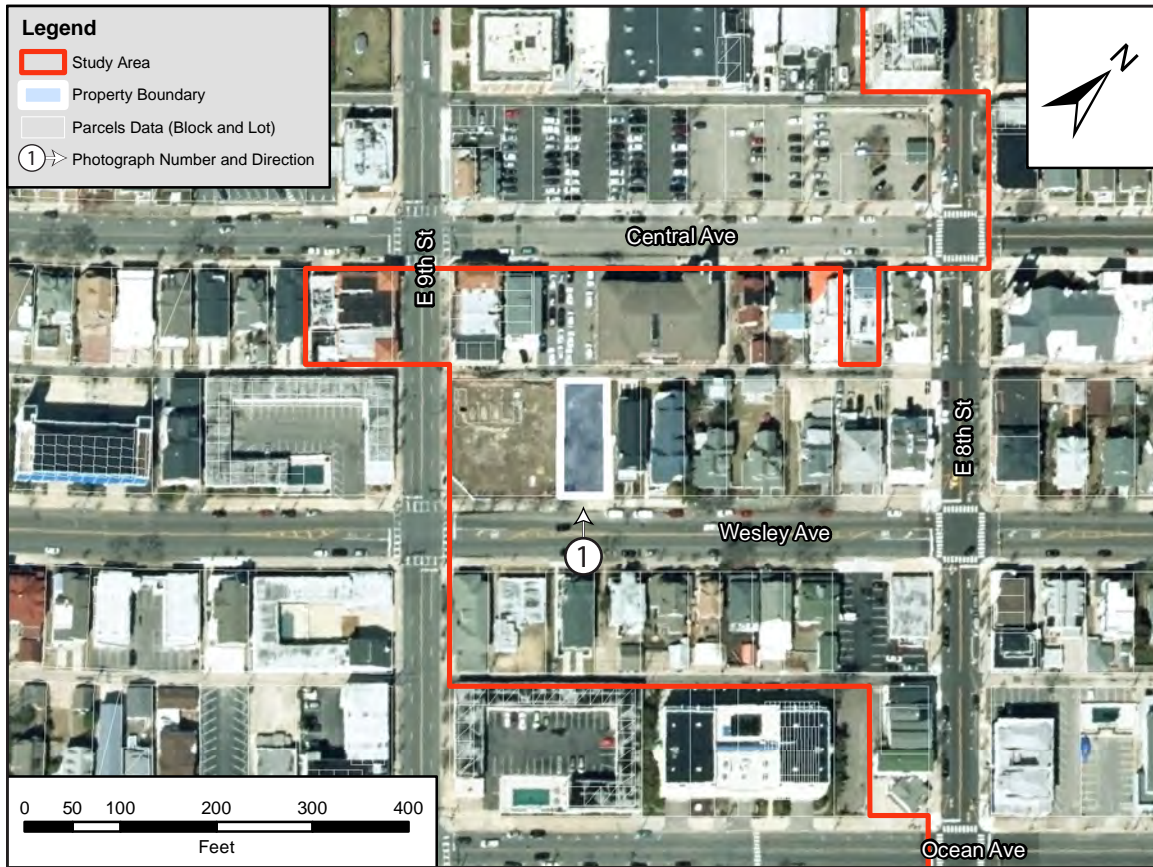 Legend
Study Area
Property Boundary
Parcels Data (Block and Lot)
1 Photograph Number and Direction
N
Central Ave
E 9th St
E 8th St
Wesley Ave
1
0 50 100 200 300 400
Feet
Ocean Ave